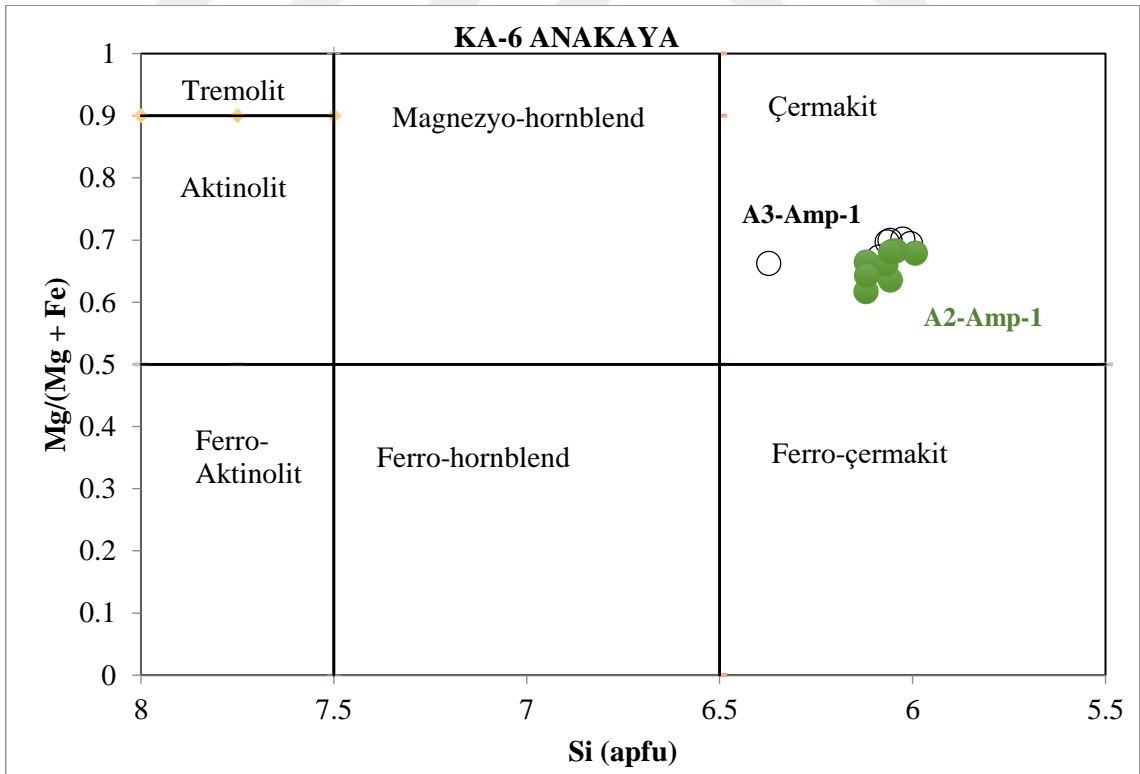 KA-6 ANAKAYA
Mg/(Mg + Fe)
1
0.9
0.8
0.7
0.6
0.5
0.4
0.3
0.2
0.1
0
Tremolit
Magnezyo-hornblend
Çermakit
Aktinolit
A3-Amp-1
A2-Amp-1
Ferro-
Aktinolit
Ferro-hornblend
Ferro-çermakit
8
7.5
7
6.5
6
5.5
Si (apfu)